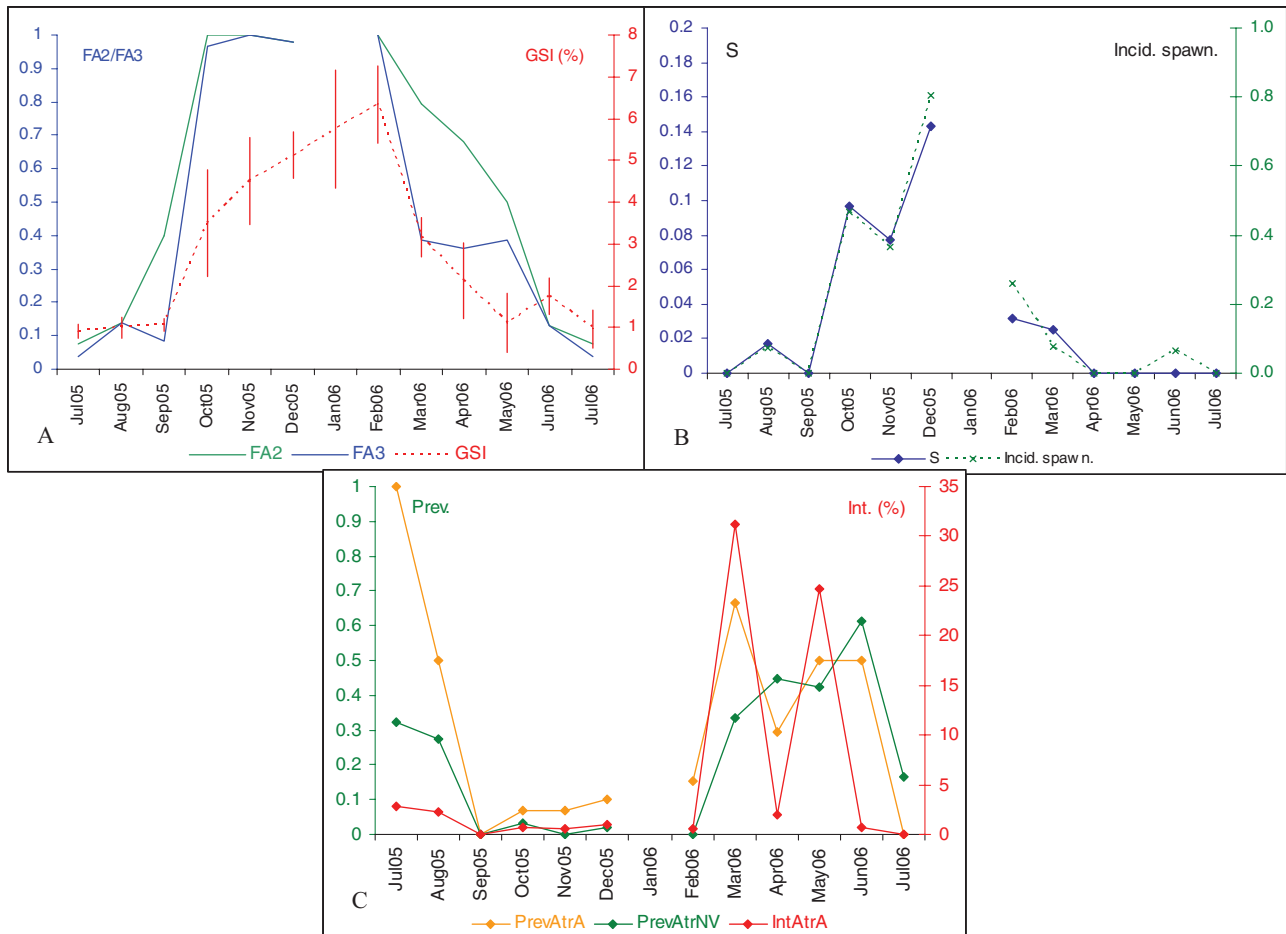 FA2/FA3 GSI (%)
1 8
0.9 7
0.8 6
0.7
0.6 5
0.5 4
0.4 3
0.3 2
0.2
0.1 1
0 0
Jul05 Aug05 Sep05 Oct05 Nov05 Dec05 Jan06 Feb06 Mar06 Apr06 May06 Jun06 Jul06
A
FA2 FA3 GSI
S Incid. spawn.
0.2 1.0
0.18
0.16 0.8
0.14
0.12 0.6
0.1
0.08 0.4
0.06
0.04 0.2
0.02
0 0.0
Jul05 Aug05 Sep05 Oct05 Nov05 Dec05 Jan06 Feb06 Mar06 Apr06 May06 Jun06 Jul06
B
S Incid. spawn.
Prev. Int. (%)
1 35
0.9 30
0.8
0.7 25
0.6 20
0.5
0.4 15
0.3 10
0.2
0.1 5
0 0
Jul05 Aug05 Sep05 Oct05 Nov05 Dec05 Jan06 Feb06 Mar06 Apr06 May06 Jun06 Jul06
C
PrevAtrA PrevAtrNV IntAtrA